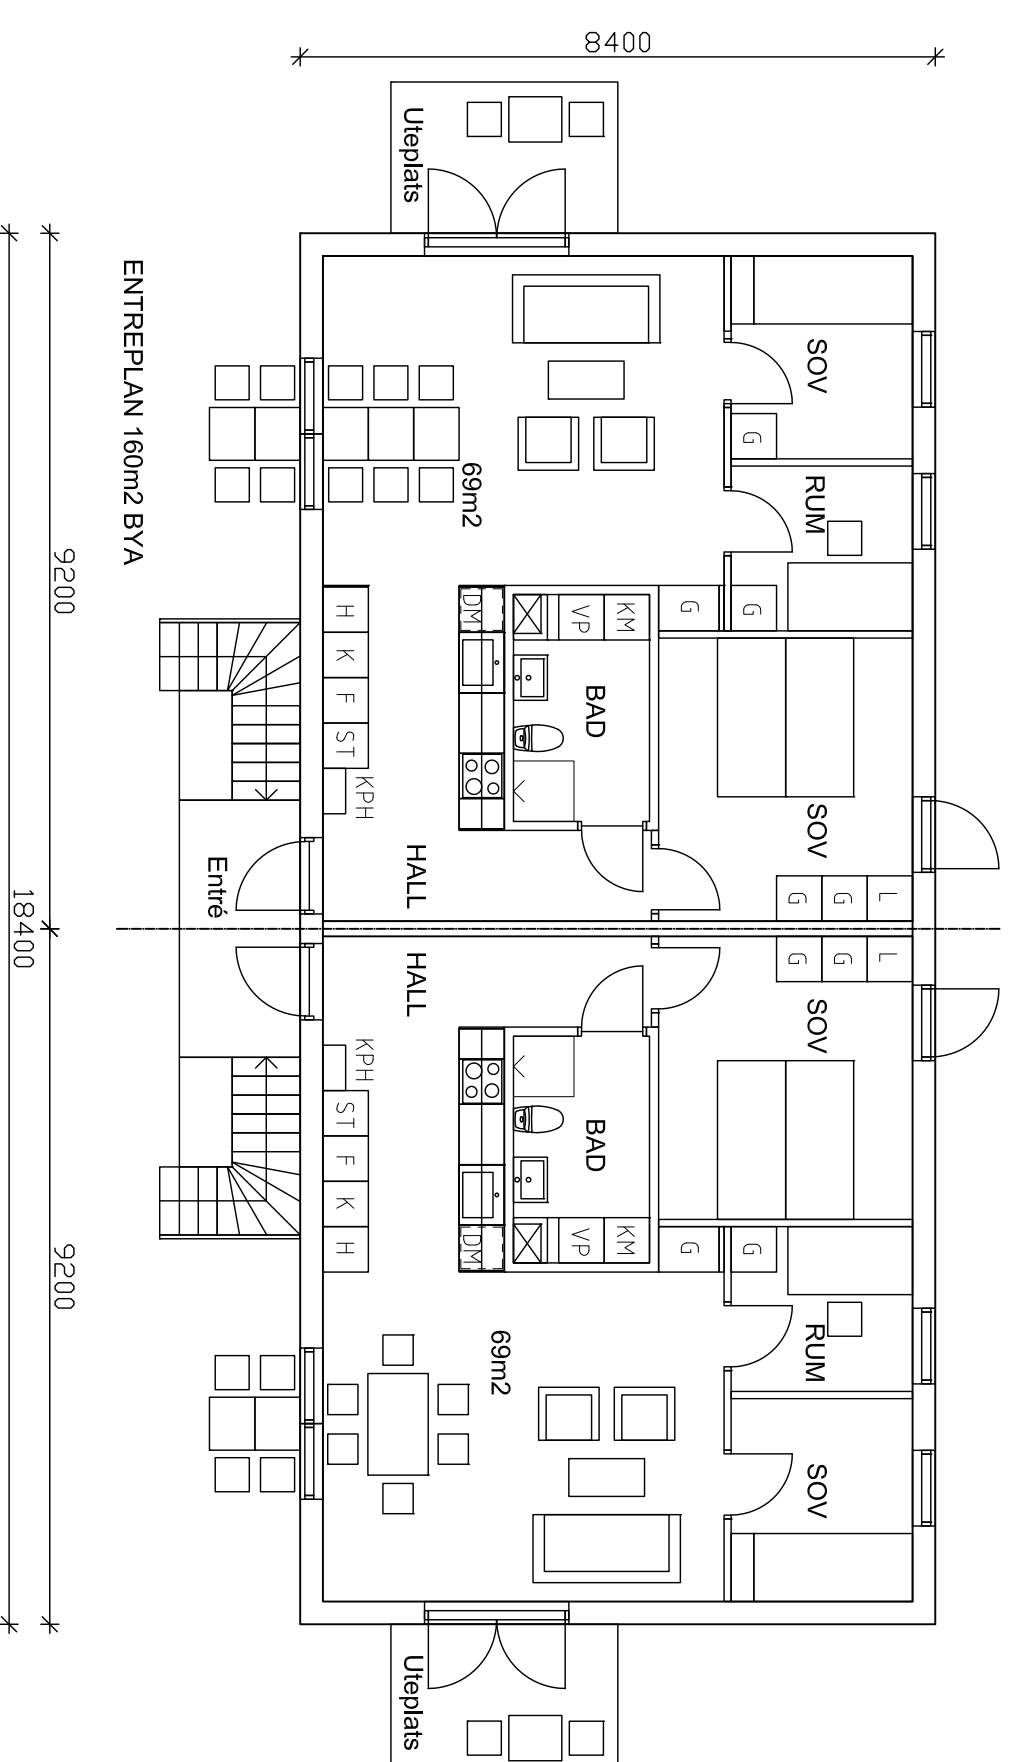 8400
Uteplats
SOV
G
RUM
69m2
ENTREPLAN 160m2 BYA
9200
H
K
F
ST
KPH
DM
VP
KM
G
G
BAD
SOV
HALL
G
G
L
Entré
18400
HALL
G
G
L
SOV
KPH
ST
F
K
H
BAD
DM
VP
KM
G
G
9200
RUM
69m2
SOV
Uteplats